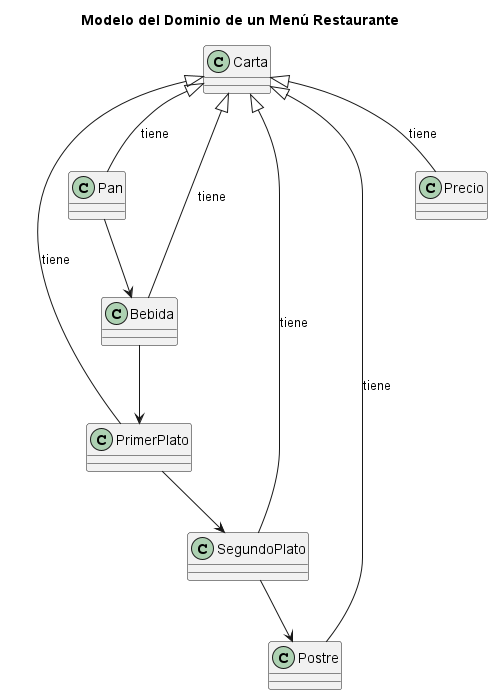 Modelo del Dominio de un Menú Restaurante
C Carta
tiene
tiene
C Pan
C Precio
tiene
tiene
C Bebida
tiene
tiene
C PrimerPlato
C SegundoPlato
C Postre